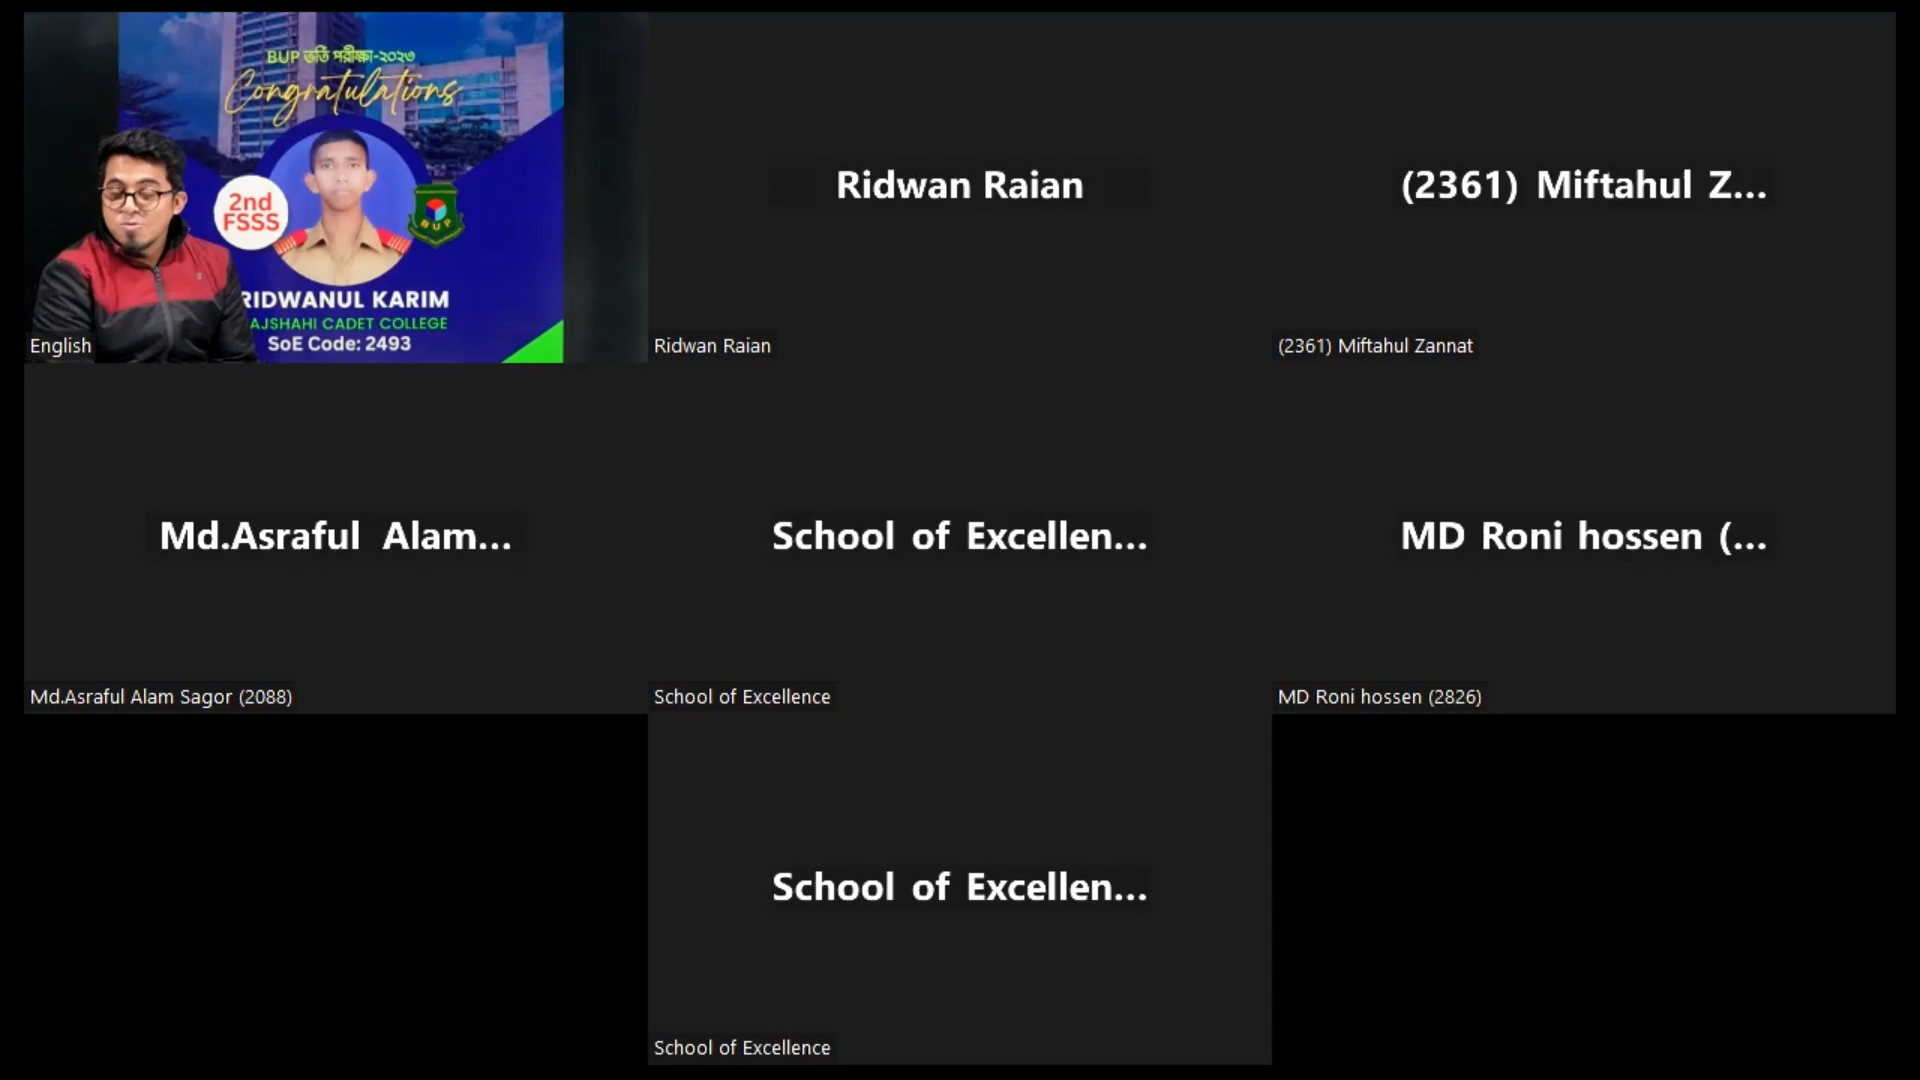 BUP ভর্তি পরীক্ষা-২০২৩
Congratulations
2nd
FSSS
BUP
RIDWANUL KARIM
AJSHAHI CADET COLLEGE
SoE Code: 2493
English
Ridwan Raian
Ridwan Raian
(2361) Miftahul Z...
(2361) Miftahul Zannat
Md.Asraful Alam...
Md.Asraful Alam Sagor (2088)
School of Excellen...
School of Excellence
MD Roni hossen (...
MD Roni hossen (2826)
School of Excellen...
School of Excellence